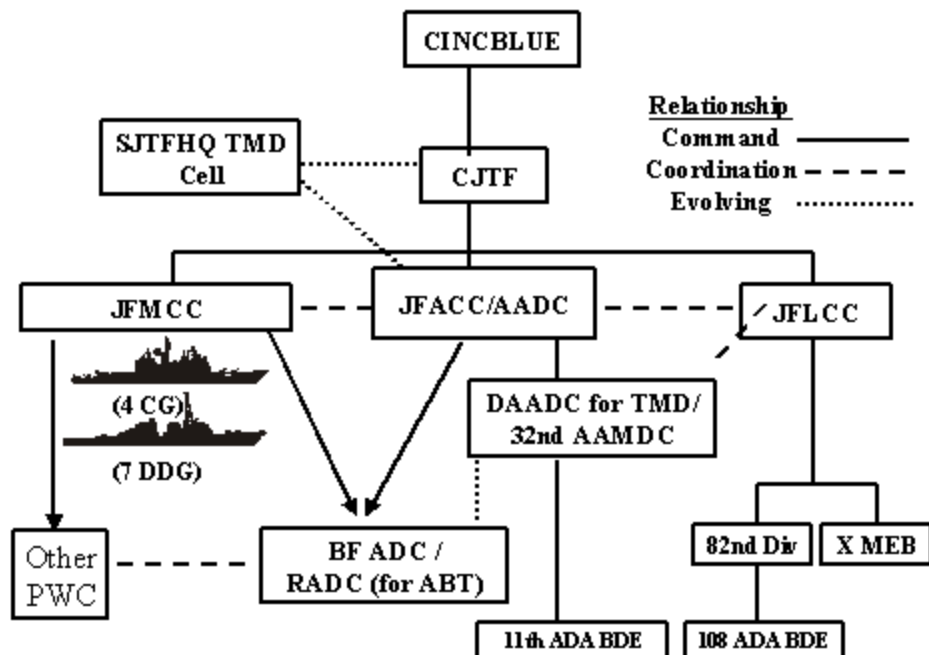 CINCBLUE
Relationship
Command
Coordination
Evolving
SJTFHQ TMD
Cell
CJTF
JFMCC
JFACC/AADC
JFLCC
(4 CG)
(7 DDG)
DAADC for TMD/
32nd AAMDC
Other
PWC
BF ADC /
RADC (for ABT)
82nd Div
X MEB
11th ADA BDE
108 ADA BDE